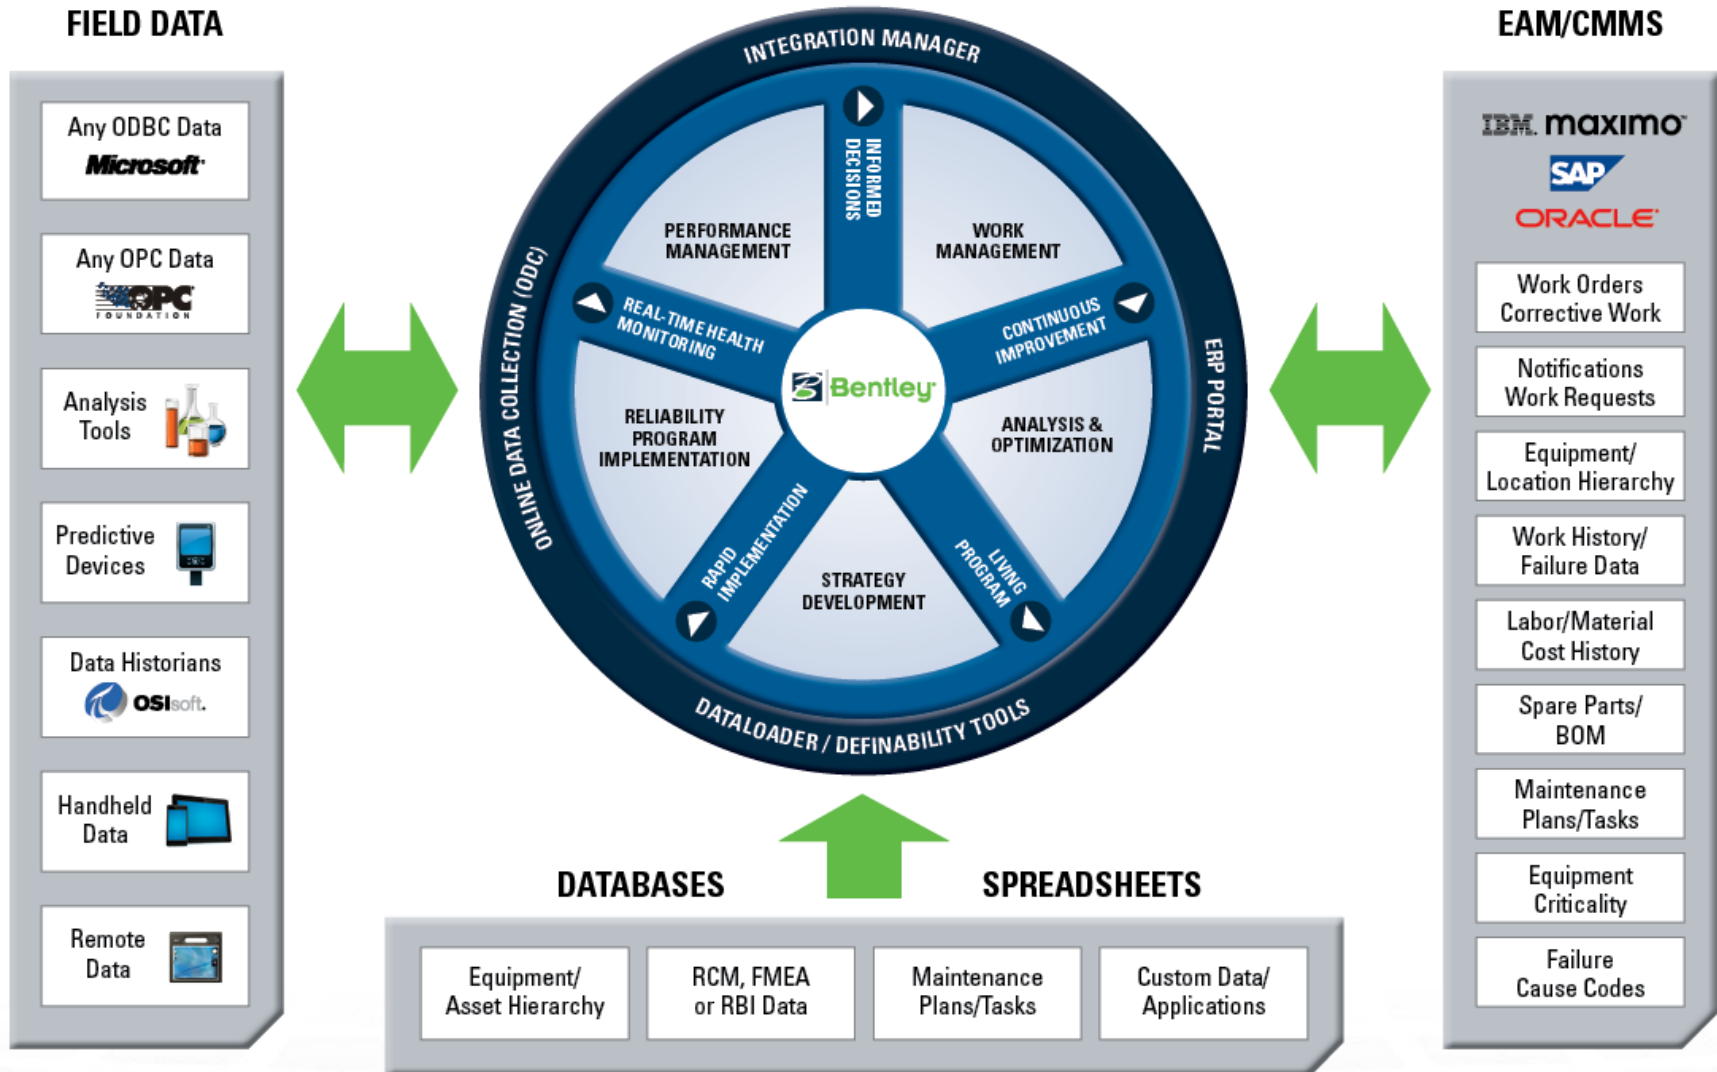 FIELD DATA
Any ODBC Data
Microsoft
Any OPC Data
OPC
FOUNDATION
Analysis
Tools
Predictive
Devices
Data Historians
OSIsoft.
Handheld
Data
Remote
Data
INTEGRATION MANAGER
ONLINE DATA COLLECTION (ODC)
ERP PORTAL
DATALOADER / DEFINABILITY TOOLS
INFORMED
DECISIONS
PERFORMANCE
MANAGEMENT
WORK
MANAGEMENT
REAL-TIME HEALTH
MONITORING
CONTINUOUS
IMPROVEMENT
Bentley
RELIABILITY
PROGRAM
IMPLEMENTATION
ANALYSIS &
OPTIMIZATION
RAPID
IMPLEMENTATION
LIVING
PROGRAM
STRATEGY
DEVELOPMENT
DATABASES
SPREADSHEETS
Equipment/
Asset Hierarchy
RCM, FMEA
or RBI Data
Maintenance
Plans/Tasks
Custom Data/
Applications
EAM/CMMS
IBM. maximo™
SAP
ORACLE
Work Orders
Corrective Work
Notifications
Work Requests
Equipment/
Location Hierarchy
Work History/
Failure Data
Labor/Material
Cost History
Spare Parts/
BOM
Maintenance
Plans/Tasks
Equipment
Criticality
Failure
Cause Codes